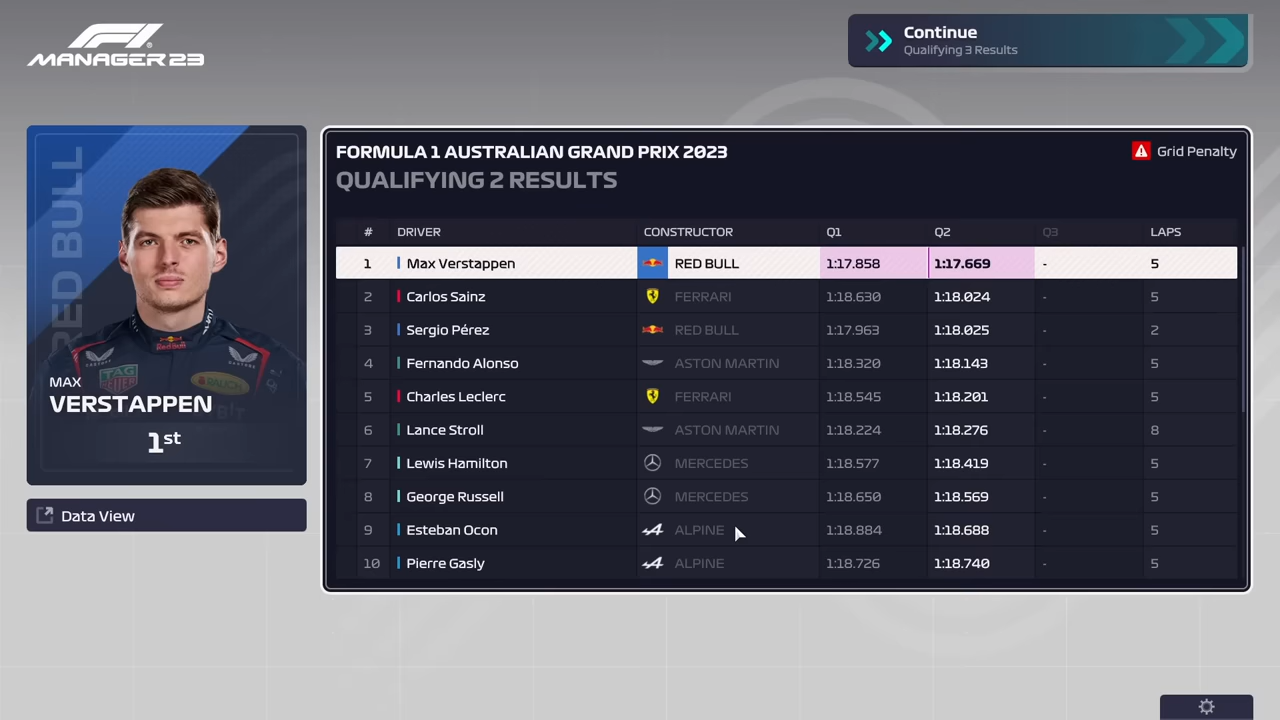 F1
MANAGER 23
Continue
Qualifying 3 Results
RED BULL
MAX
VERSTAPPEN
1st
Data View
FORMULA 1 AUSTRALIAN GRAND PRIX 2023
Grid Penalty
QUALIFYING 2 RESULTS
# DRIVER CONSTRUCTOR Q1 Q2 Q3 LAPS
1 Max Verstappen RED BULL 1:17.858 1:17.669 - 5
2 Carlos Sainz FERRARI 1:18.630 1:18.024 - 5
3 Sergio Pérez RED BULL 1:17.963 1:18.025 - 2
4 Fernando Alonso ASTON MARTIN 1:18.320 1:18.143 - 5
5 Charles Leclerc FERRARI 1:18.545 1:18.201 - 5
6 Lance Stroll ASTON MARTIN 1:18.224 1:18.276 - 8
7 Lewis Hamilton MERCEDES 1:18.577 1:18.419 - 5
8 George Russell MERCEDES 1:18.650 1:18.569 - 5
9 Esteban Ocon ALPINE 1:18.884 1:18.688 - 5
10 Pierre Gasly ALPINE 1:18.726 1:18.740 - 5
Red Bull
TAG
HEUER
RAUCH